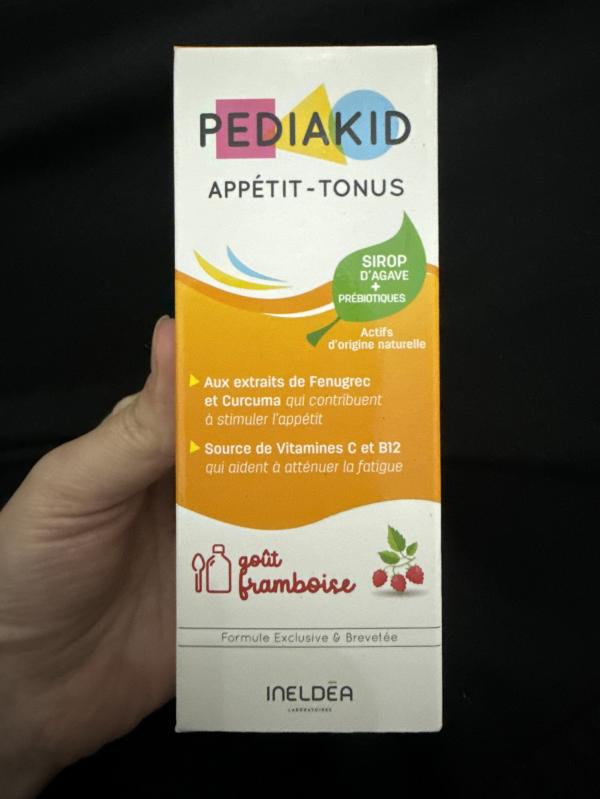 PEDIAKID
APPÉTIT-TONUS
SIROP
D'AGAVE
+
PRÉBIOTIQUES
Actifs
d'origine naturelle
Aux extraits de Fenugrec
et Curcuma qui contribuent
à stimuler l'appétit
Source de Vitamines C et B12
qui aident à atténuer la fatigue
goût
framboise
Formule Exclusive & Brevetée
INELDĒA
LABORATOIRES